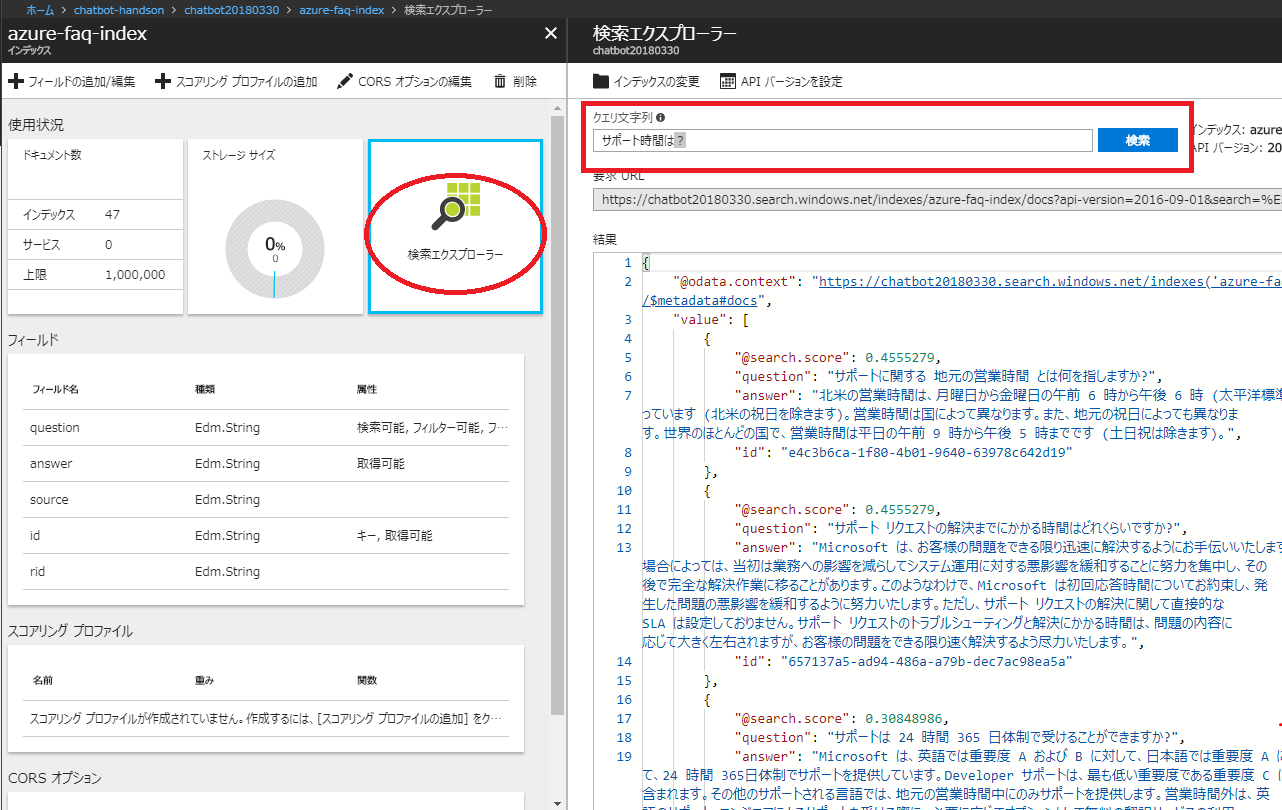 ホーム > chatbot-handson > chatbot20180330 > azure-faq-index > 検索エクスプローラー
azure-faq-index
インデックス
フィールドの追加/編集 スコアリング プロファイルの追加 CORS オプションの編集 削除
使用状況
ドキュメント数
インデックス 47
サービス 0
上限 1,000,000
ストレージ サイズ
0%
0
検索エクスプローラー
フィールド
フィールド名 種類 属性
question Edm.String 検索可能, フィルター可能, フ…
answer Edm.String 取得可能
source Edm.String
id Edm.String キー, 取得可能
rid Edm.String
スコアリング プロファイル
名前 重み 関数
スコアリング プロファイルが作成されていません。作成するには、[スコアリング プロファイルの追加] をク…
CORS オプション
検索エクスプローラー
chatbot20180330
インデックスの変更 API バージョンを設定
クエリ文字列
サポート時間は? 検索
インデックス: azure
API バージョン: 20
要求 URL
https://chatbot20180330.search.windows.net/indexes/azure-faq-index/docs?api-version=2016-09-01&search=%E
結果
1 {
2 "@odata.context": "https://chatbot20180330.search.windows.net/indexes('azure-fa
/$metadata#docs",
3 "value": [
4 {
5 "@search.score": 0.4555279,
6 "question": "サポートに関する 地元の営業時間 とは何を指しますか?",
7 "answer": "北米の営業時間は、月曜日から金曜日の午前 6 時から午後 6 時 (太平洋標準
っています (北米の祝日を除きます)。営業時間は国によって異なります。また、地元の祝日によっても異なりま
す。世界のほとんどの国で、営業時間は平日の午前 9 時から午後 5 時までです (土日祝は除きます)。",
8 "id": "e4c3b6ca-1f80-4b01-9640-63978c642d19"
9 },
10 {
11 "@search.score": 0.4555279,
12 "question": "サポート リクエストの解決までにかかる時間はどれくらいですか?",
13 "answer": "Microsoft は、お客様の問題をできる限り迅速に解決するようにお手伝いいたします
場合によっては、当初は業務への影響を減らしてシステム運用に対する悪影響を緩和することに努力を集中し、その
後で完全な解決作業に移ることがあります。このようなわけで、Microsoft は初回応答時間についてお約束し、発
生した問題の悪影響を緩和するように努力いたします。ただし、サポート リクエストの解決に関して直接的な
SLA は設定しておりません。サポート リクエストのトラブルシューティングと解決にかかる時間は、問題の内容に
応じて大きく左右されますが、お客様の問題をできる限り速く解決するよう尽力いたします。",
14 "id": "657137a5-ad94-486a-a79b-dec7ac98ea5a"
15 },
16 {
17 "@search.score": 0.30848986,
18 "question": "サポートは 24 時間 365 日体制で受けることができますか?",
19 "answer": "Microsoft は、英語では重要度 A および B に対して、日本語では重要度 A に
て、24 時間 365日体制でサポートを提供しています。Developer サポートは、最も低い重要度である重要度 C に
含まれます。その他のサポートされる言語では、地元の営業時間中にのみサポートを提供します。営業時間外は、英